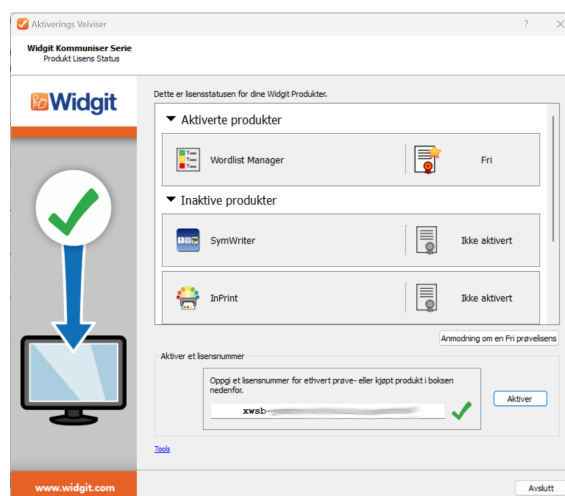 Aktiverings Veiviser
Widgit Kommuniser Serie
Produkt Lisens Status
Widgit
Dette er lisensstatusen for dine Widgit Produkter.
Aktiverte produkter
Wordlist Manager
Fri
Inaktive produkter
SymWriter
Ikke aktivert
InPrint
Ikke aktivert
Anmodning om en Fri prøvelisens
Aktiver et lisensnummer
Oppgi et lisensnummer for ethvert prøve- eller kjøpt produkt i boksen
nedenfor.
xwsb-
Aktiver
Tools
www.widgit.com
Avslutt